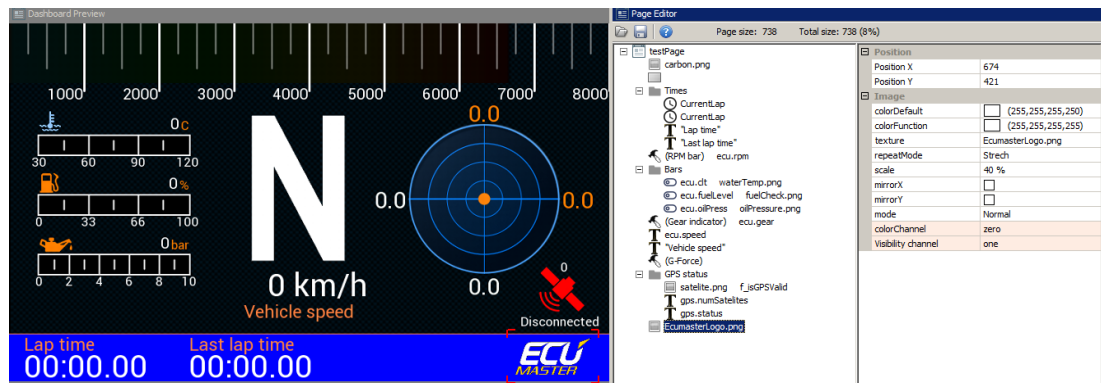 Dashboard Preview
1000 2000 3000 4000 5000 6000 7000 8000
0c
30 60 90 120
0%
0 33 66 100
0bar
0 2 4 6 8 10
N
0 km/h
Vehicle speed
0.0
0.0 0.0
0.0
0
Disconnected
Lap time
00:00.00
Last lap time
00:00.00
ECU
MASTER
Page Editor
Page size: 738 Total size: 738 (8%)
testPage
carbon.png
Times
CurrentLap
CurrentLap
"Lap time"
"Last lap time"
(RPM bar) ecu.rpm
Bars
ecu.clt waterTemp.png
ecu.fuelLevel fuelCheck.png
ecu.oilPress oilPressure.png
(Gear indicator) ecu.gear
ecu.speed
"Vehicle speed"
(G-Force)
GPS status
satelite.png f_isGPSValid
gps.numSatelites
gps.status
EcumasterLogo.png
Position
Position X 674
Position Y 421
Image
colorDefault (255,255,255,250)
colorFunction (255,255,255,255)
texture EcumasterLogo.png
repeatMode Strech
scale 40 %
mirrorX
mirrorY
mode Normal
colorChannel zero
Visibility channel one